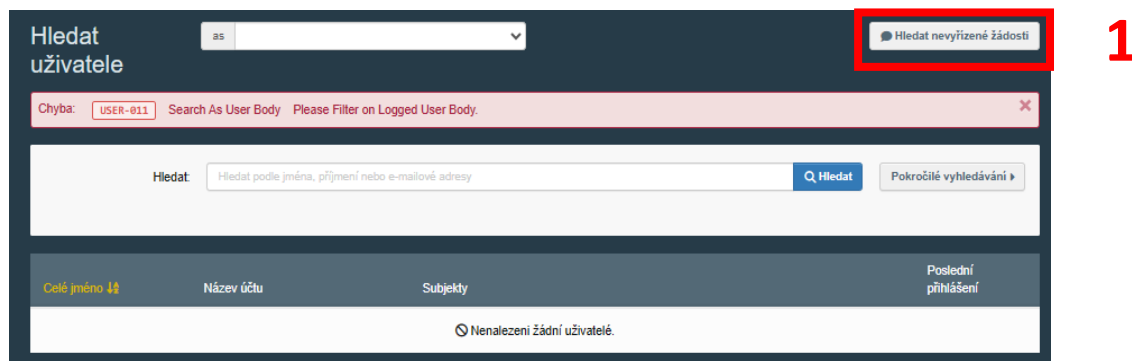 Hledat uživatele
as
Hledat nevyřízené žádosti
1
Chyba: USER-011 Search As User Body Please Filter on Logged User Body.
Hledat: Hledat podle jména, příjmení nebo e-mailové adresy Hledat Pokročilé vyhledávání
Celé jméno Název účtu Subjekty Poslední přihlášení
Nenalezeni žádní uživatelé.